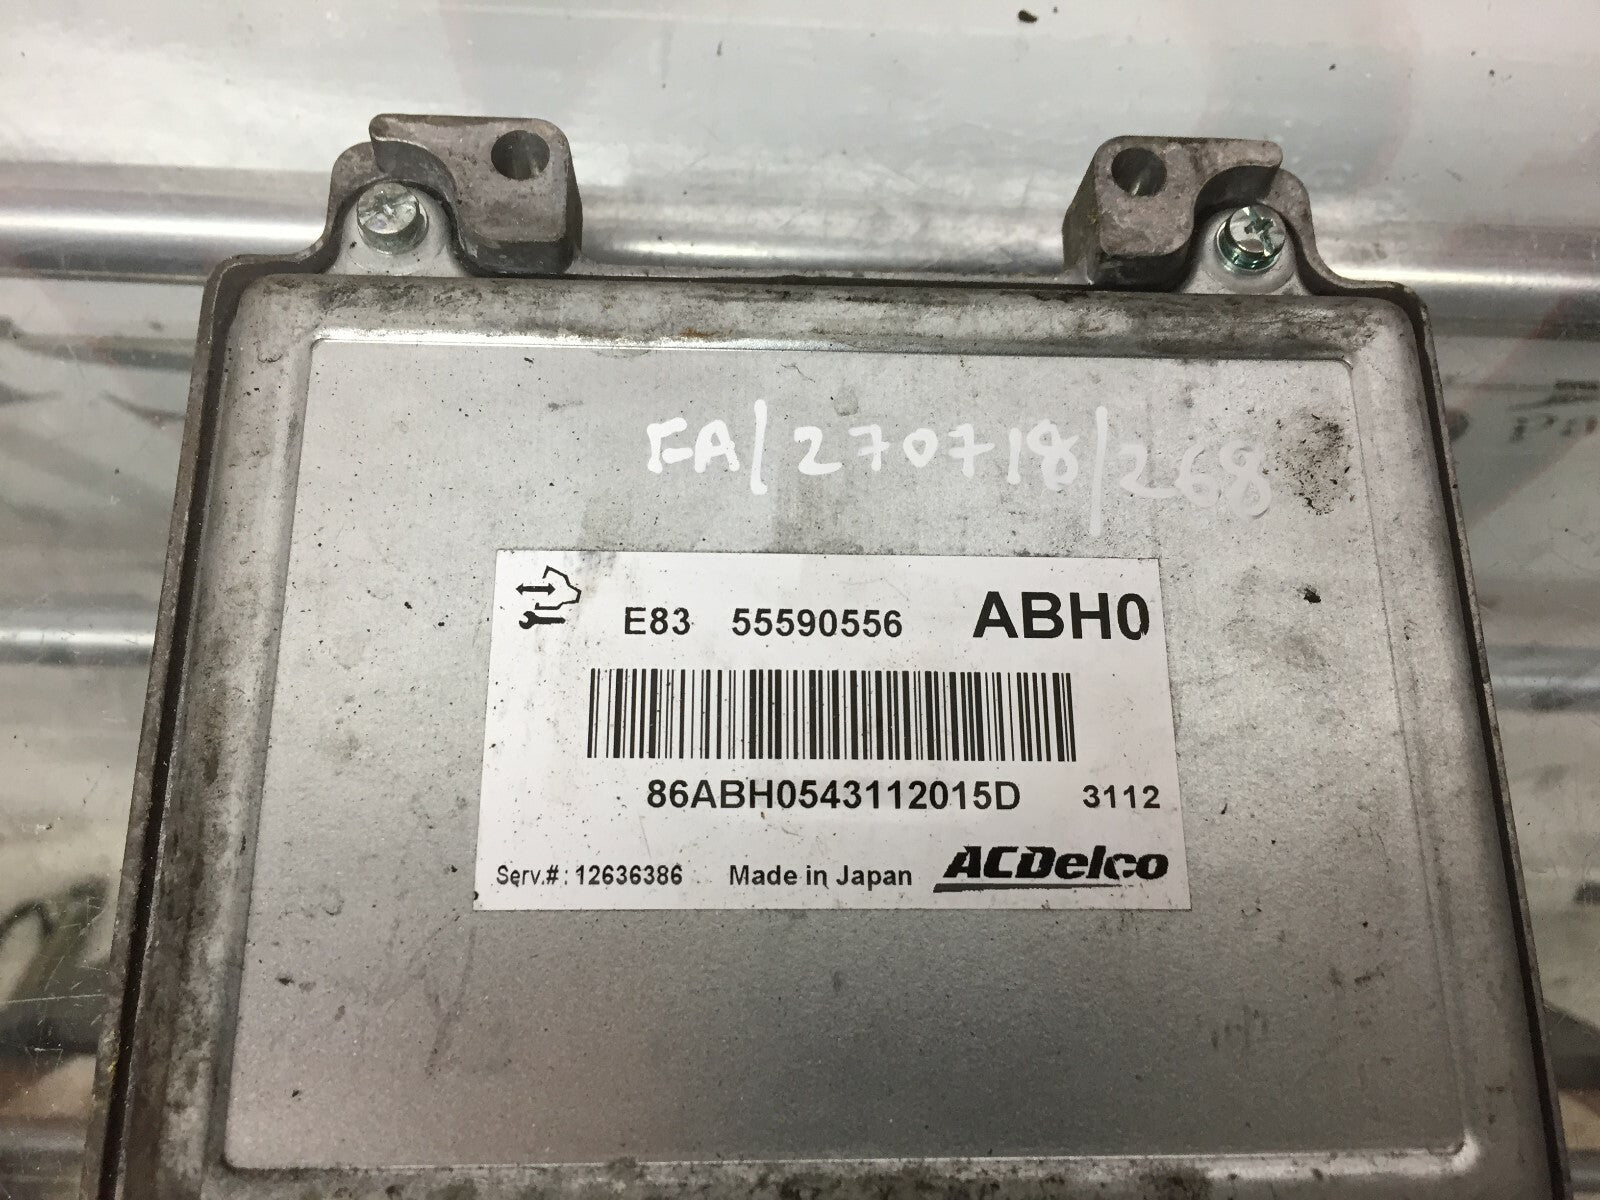 FA/270718/268
E83 55590556 ABH0
86ABH0543112015D 3112
Serv.#: 12636386 Made in Japan ACDelco